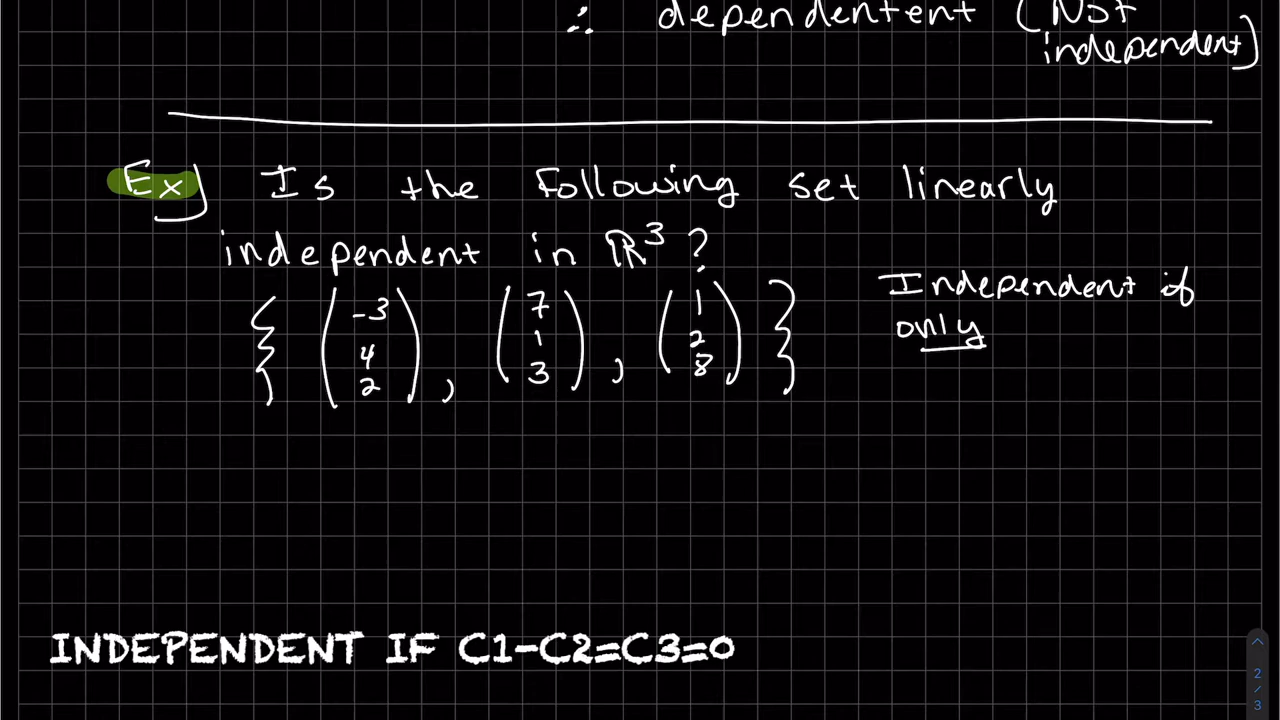 ∴ dependentent (Not
independent)
Ex] Is the following set linearly
independent in ℝ³ ?
{ (-3 4 2), (7 1 3), (1 2 8) }
Independent if
only
INDEPENDENT IF C1-C2=C3=0
2
/
3